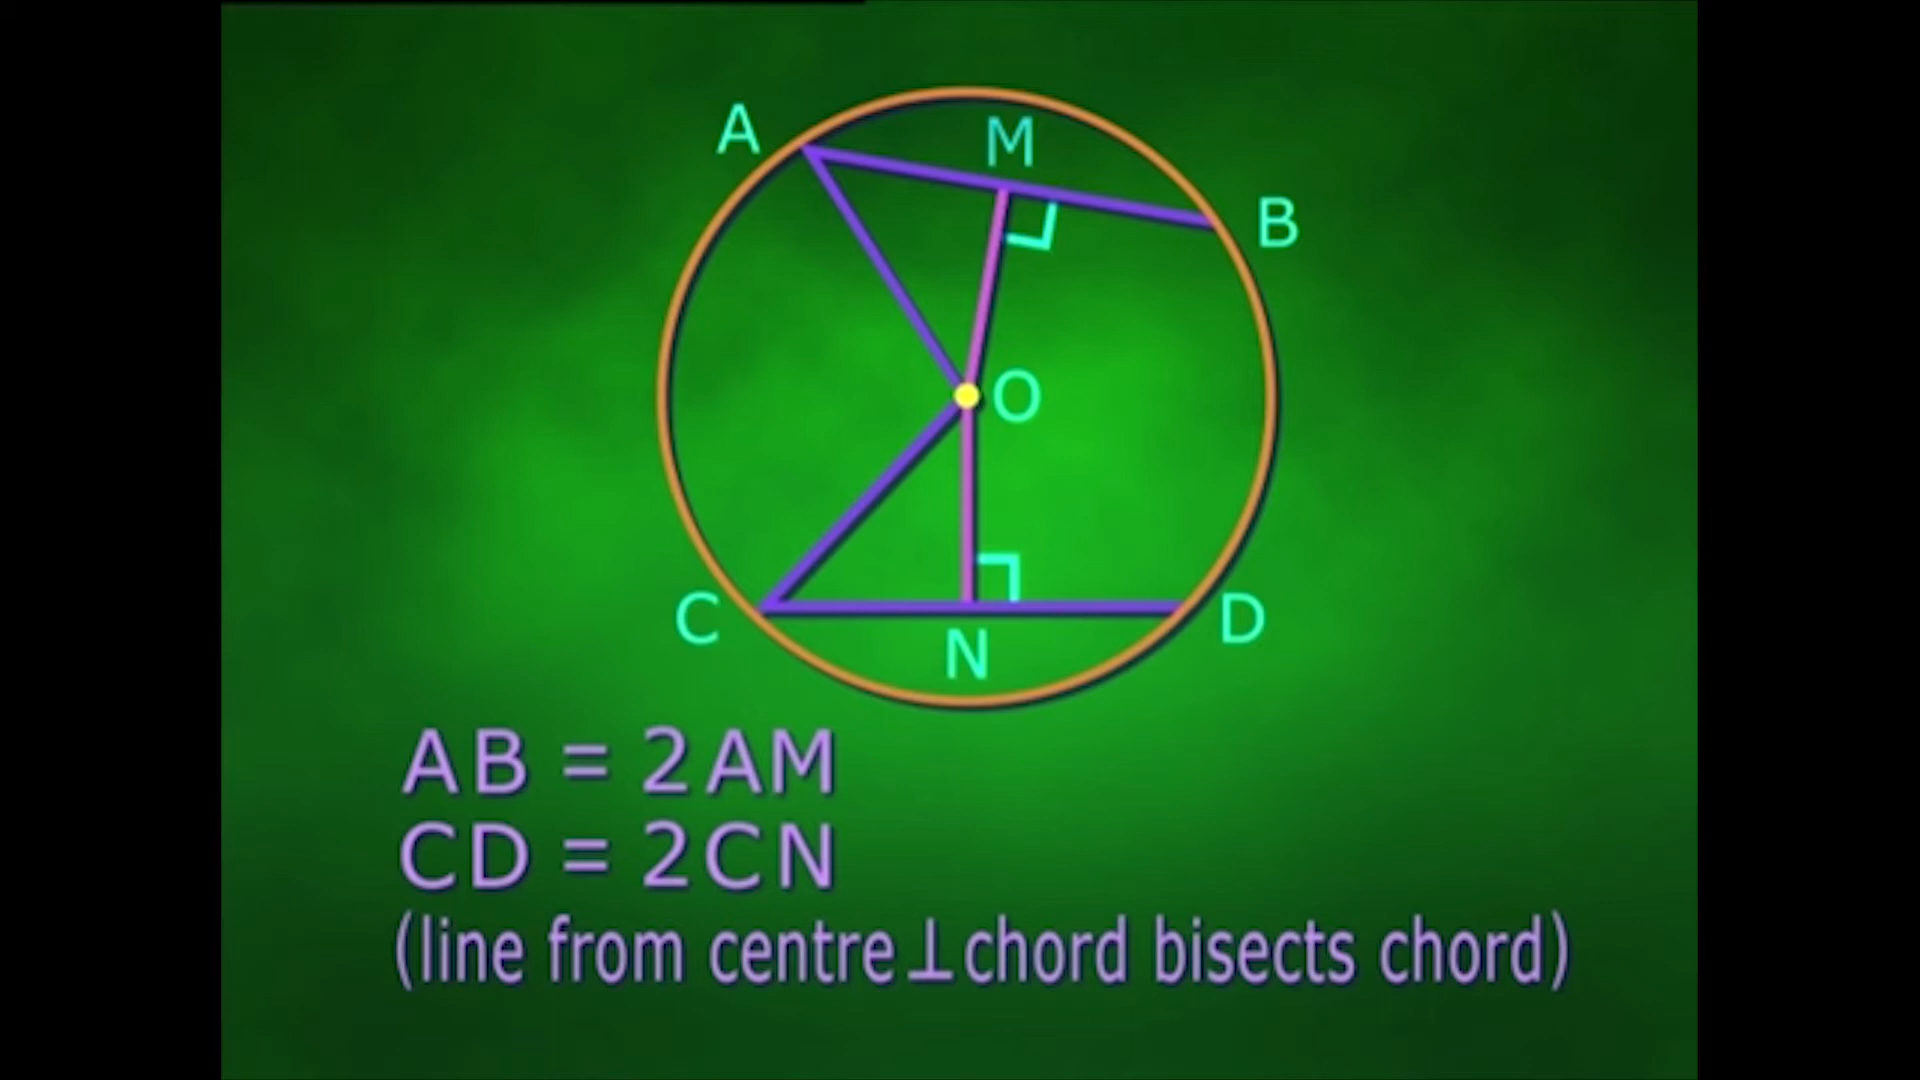 A
M
B
O
C
N
D
AB = 2AM
CD = 2CN
(line from centre⊥chord bisects chord)